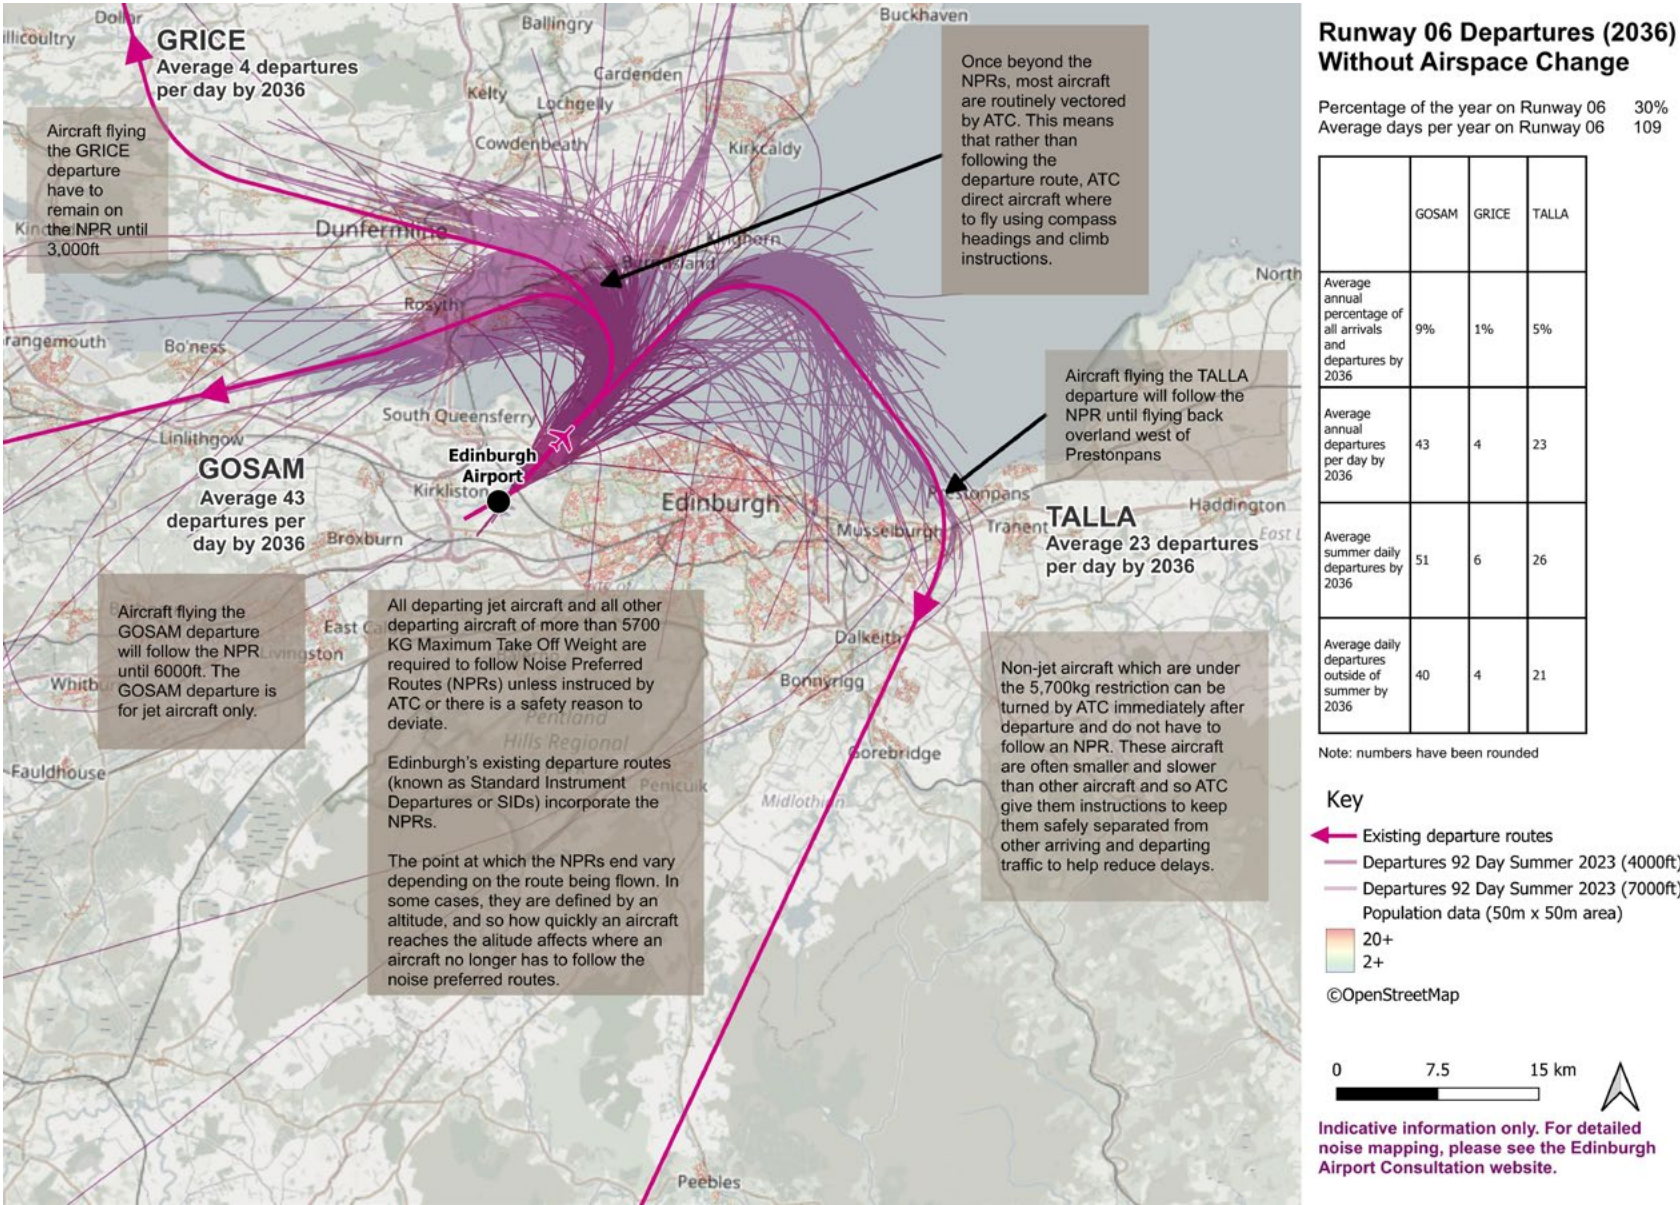 Runway 06 Departures (2036)
Without Airspace Change
Percentage of the year on Runway 06 30%
Average days per year on Runway 06 109
GOSAM GRICE TALLA
Average
annual
percentage of
all arrivals
and
departures by
2036
9% 1% 5%
Average
annual
departures
per day by
2036
43 4 23
Average
summer daily
departures by
2036
51 6 26
Average daily
departures
outside of
summer by
2036
40 4 21
Note: numbers have been rounded
Key
Existing departure routes
Departures 92 Day Summer 2023 (4000ft)
Departures 92 Day Summer 2023 (7000ft)
Population data (50m x 50m area)
20+
2+
©OpenStreetMap
0 7.5 15 km
Indicative information only. For detailed
noise mapping, please see the Edinburgh
Airport Consultation website.
GRICE
Average 4 departures
per day by 2036
Aircraft flying
the GRICE
departure
have to
remain on
the NPR until
3,000ft
Once beyond the
NPRs, most aircraft
are routinely vectored
by ATC. This means
that rather than
following the
departure route, ATC
direct aircraft where
to fly using compass
headings and climb
instructions.
Aircraft flying the TALLA
departure will follow the
NPR until flying back
overland west of
Prestonpans
GOSAM
Average 43
departures per
day by 2036
Edinburgh
Airport
TALLA
Average 23 departures
per day by 2036
Aircraft flying the
GOSAM departure
will follow the NPR
until 6000ft. The
GOSAM departure is
for jet aircraft only.
All departing jet aircraft and all other
departing aircraft of more than 5700
KG Maximum Take Off Weight are
required to follow Noise Preferred
Routes (NPRs) unless instruced by
ATC or there is a safety reason to
deviate.
Edinburgh's existing departure routes
(known as Standard Instrument
Departures or SIDs) incorporate the
NPRs.
The point at which the NPRs end vary
depending on the route being flown. In
some cases, they are defined by an
altitude, and so how quickly an aircraft
reaches the alitude affects where an
aircraft no longer has to follow the
noise preferred routes.
Non-jet aircraft which are under
the 5,700kg restriction can be
turned by ATC immediately after
departure and do not have to
follow an NPR. These aircraft
are often smaller and slower
than other aircraft and so ATC
give them instructions to keep
them safely separated from
other arriving and departing
traffic to help reduce delays.
Dollar
Ballingry
Buckhaven
Cardenden
Kelty
Lochgelly
Cowdenbeath
Kirkcaldy
Dunfermline
Rosyth
Bo'ness
South Queensferry
Linlithgow
Kirkliston
Broxburn
Edinburgh
Musselburgh
Prestonpans
Tranent
Haddington
North
Dalkeith
Bonnyrigg
Gorebridge
Livingston
Fauldhouse
Pentland
Hills Regional
Penicuik
Midlothian
Peebles